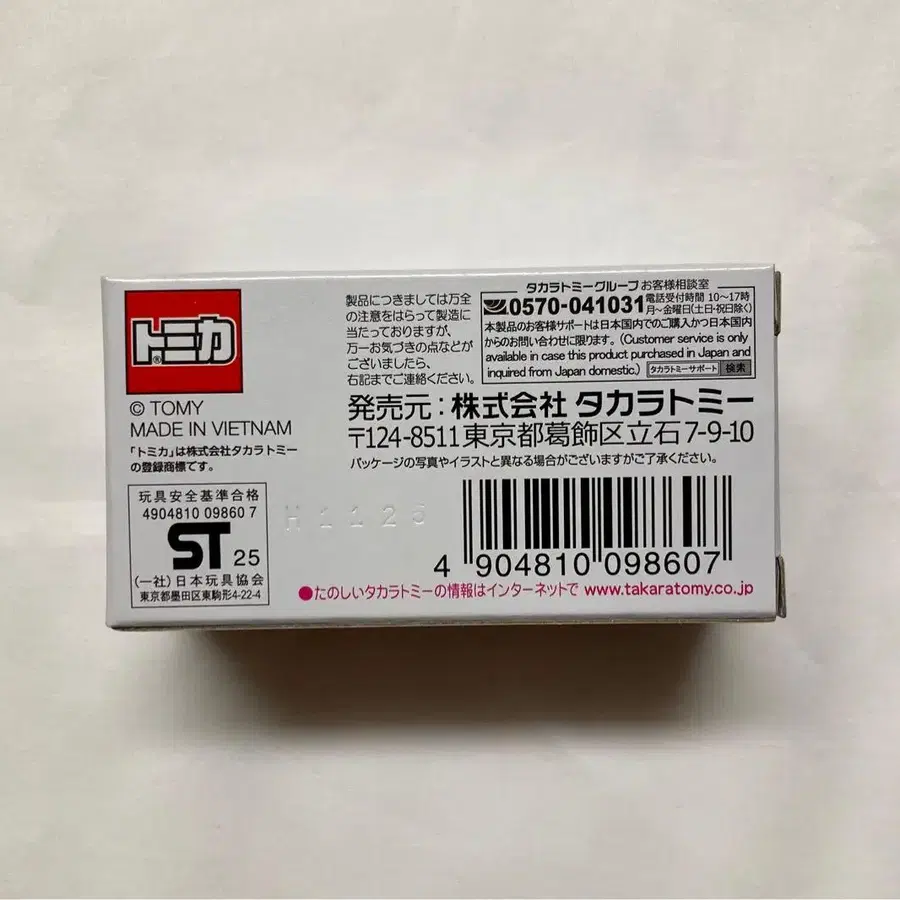 トミカ®
© TOMY
MADE IN VIETNAM
「トミカ」は株式会社タカラトミー
の登録商標です。
玩具安全基準合格
4904810 09860 7
ST 25
(一社)日本玩具協会
東京都墨田区東駒形4-22-4
製品につきましては万全
の注意をはらって製造に
当たっておりますが、
万一お気づきの点などが
ございましたら、
右記までご連絡ください。
タカラトミーグループ お客様相談室
0570-041031 電話受付時間 10〜17時
月〜金曜日(土日・祝日除く)
本製品のお客様サポートは日本国内でのご購入かつ日本国内
からのお問い合わせに限ります。(Customer service is only
available in case this product purchased in Japan and
inquired from Japan domestic.) タカラトミーサポート 検索
発売元：株式会社 タカラトミー
〒124-8511 東京都葛飾区立石7-9-10
パッケージの写真やイラストと異なる場合がございますがご了承ください。
H1125
4 904810 098607
●たのしいタカラトミーの情報はインターネットで www.takaratomy.co.jp